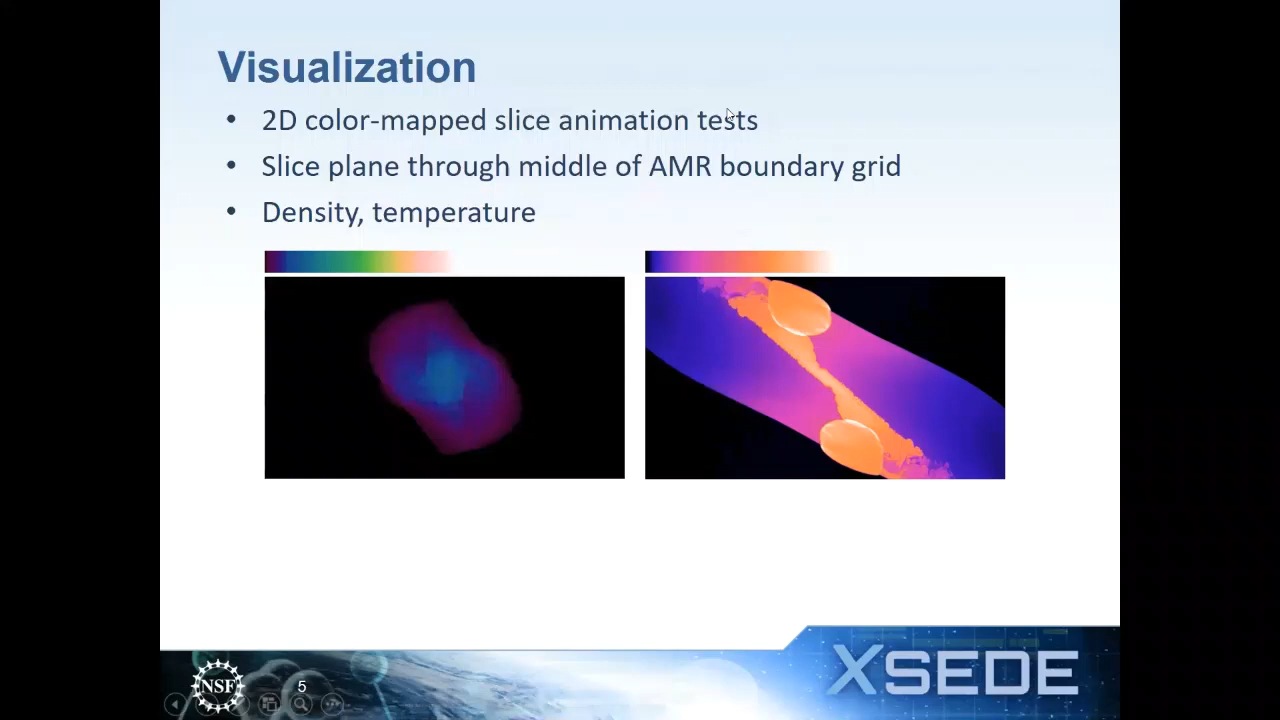 Visualization
• 2D color-mapped slice animation tests
• Slice plane through middle of AMR boundary grid
• Density, temperature
NSF
5
XSEDE